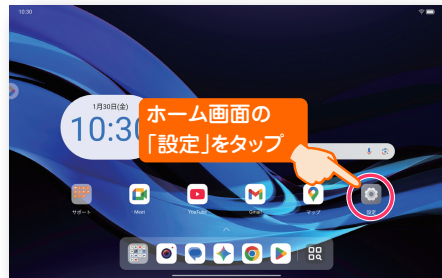 10:30
1月30日(金)
10:30
ホーム画面の
「設定」をタップ
サポート
Meet
YouTube
Gmail
マップ
設定